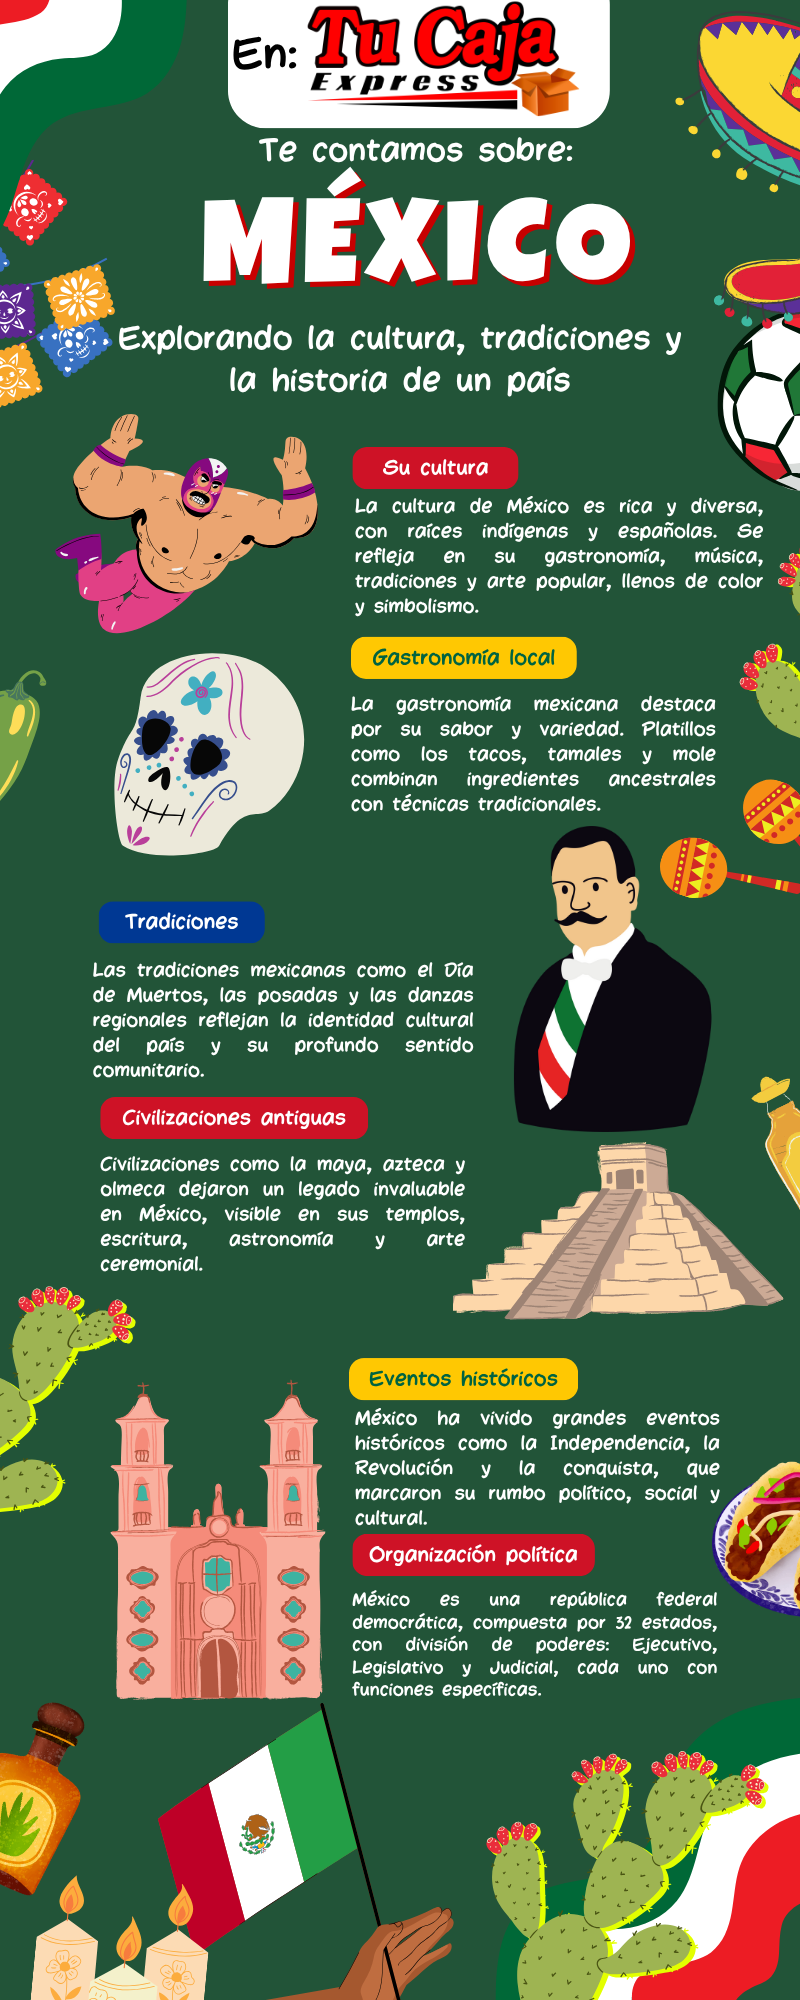 En: Tu Caja
Express
Te contamos sobre:
MÉXICO
Explorando la cultura, tradiciones y
la historia de un país
Su cultura
La cultura de México es rica y diversa,
con raíces indígenas y españolas. Se
refleja en su gastronomía, música,
tradiciones y arte popular, llenos de color
y simbolismo.
Gastronomía local
La gastronomía mexicana destaca
por su sabor y variedad. Platillos
como los tacos, tamales y mole
combinan ingredientes ancestrales
con técnicas tradicionales.
Tradiciones
Las tradiciones mexicanas como el Día
de Muertos, las posadas y las danzas
regionales reflejan la identidad cultural
del país y su profundo sentido
comunitario.
Civilizaciones antiguas
Civilizaciones como la maya, azteca y
olmeca dejaron un legado invaluable
en México, visible en sus templos,
escritura, astronomía y arte
ceremonial.
Eventos históricos
México ha vivido grandes eventos
históricos como la Independencia, la
Revolución y la conquista, que
marcaron su rumbo político, social y
cultural.
Organización política
México es una república federal
democrática, compuesta por 32 estados,
con división de poderes: Ejecutivo,
Legislativo y Judicial, cada uno con
funciones específicas.